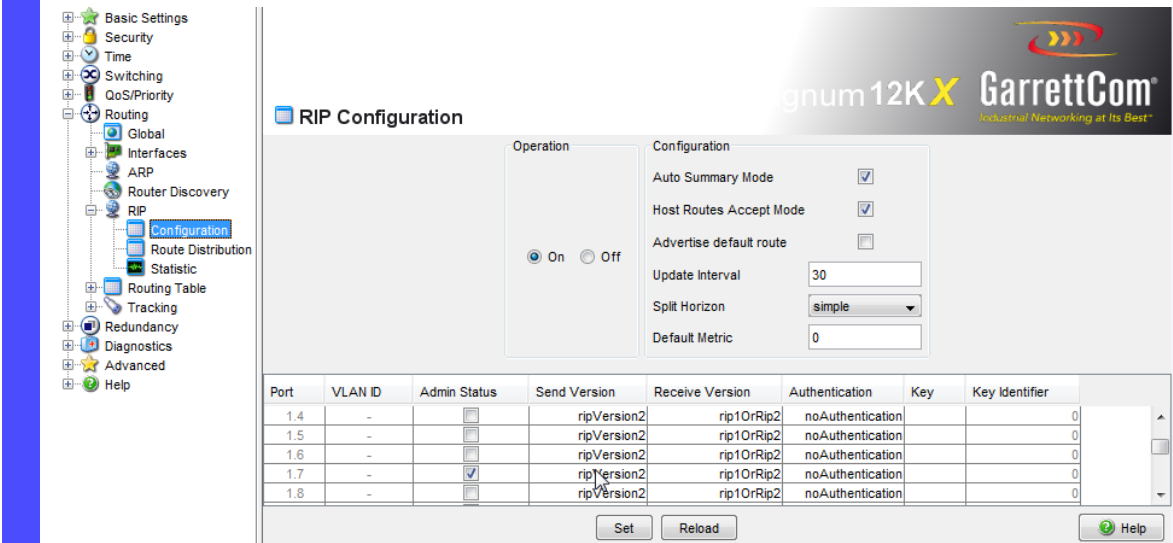 Basic Settings
Security
Time
Switching
QoS/Priority
Routing
Global
Interfaces
ARP
Router Discovery
RIP
Configuration
Route Distribution
Statistic
Routing Table
Tracking
Redundancy
Diagnostics
Advanced
Help
RIP Configuration
gnum 12K X
GarrettCom®
Industrial Networking at Its Best™
Operation
On Off
Configuration
Auto Summary Mode
Host Routes Accept Mode
Advertise default route
Update Interval 30
Split Horizon simple
Default Metric 0
Port VLAN ID Admin Status Send Version Receive Version Authentication Key Key Identifier
1.4 - ripVersion2 rip1OrRip2 noAuthentication 0
1.5 - ripVersion2 rip1OrRip2 noAuthentication 0
1.6 - ripVersion2 rip1OrRip2 noAuthentication 0
1.7 - ripVersion2 rip1OrRip2 noAuthentication 0
1.8 - ripVersion2 rip1OrRip2 noAuthentication 0
Set Reload Help